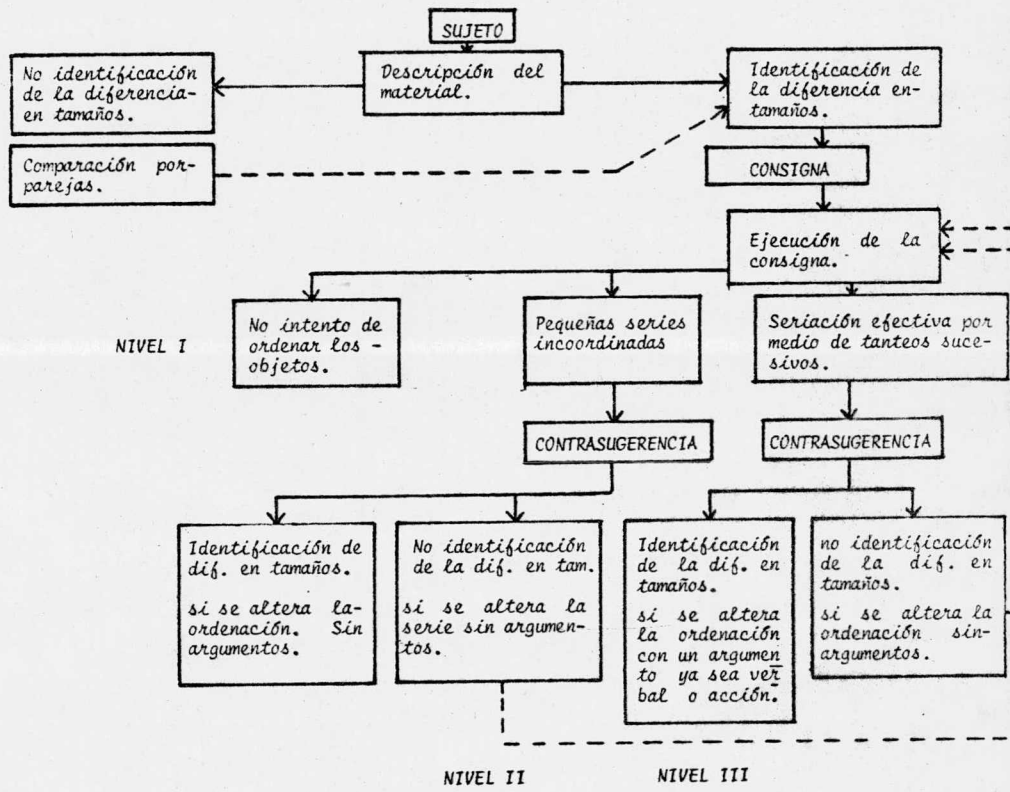 SUJETO
No identificación
de la diferencia-
en tamaños.
Descripción del
material.
Identificación de
la diferencia en-
tamaños.
Comparación por-
parejas.
CONSIGNA
Ejecución de la
consigna.
NIVEL I
No intento de
ordenar los -
objetos.
Pequeñas series
incoordinadas
Seriación efectiva por
medio de tanteos suce-
sivos.
CONTRASUGERENCIA
CONTRASUGERENCIA
Identificación de
dif. en tamaños.
si se altera la-
ordenación. Sin
argumentos.
No identificación
de la dif. en tam.
si se altera la
serie sin argumen-
tos.
Identificación
de la dif. en
tamaños.
si se altera
la ordenación
con un argumen
to ya sea ver
bal o acción.
no identificación
de la dif. en
tamaños.
si se altera la
ordenación sin-
argumentos.
NIVEL II
NIVEL III